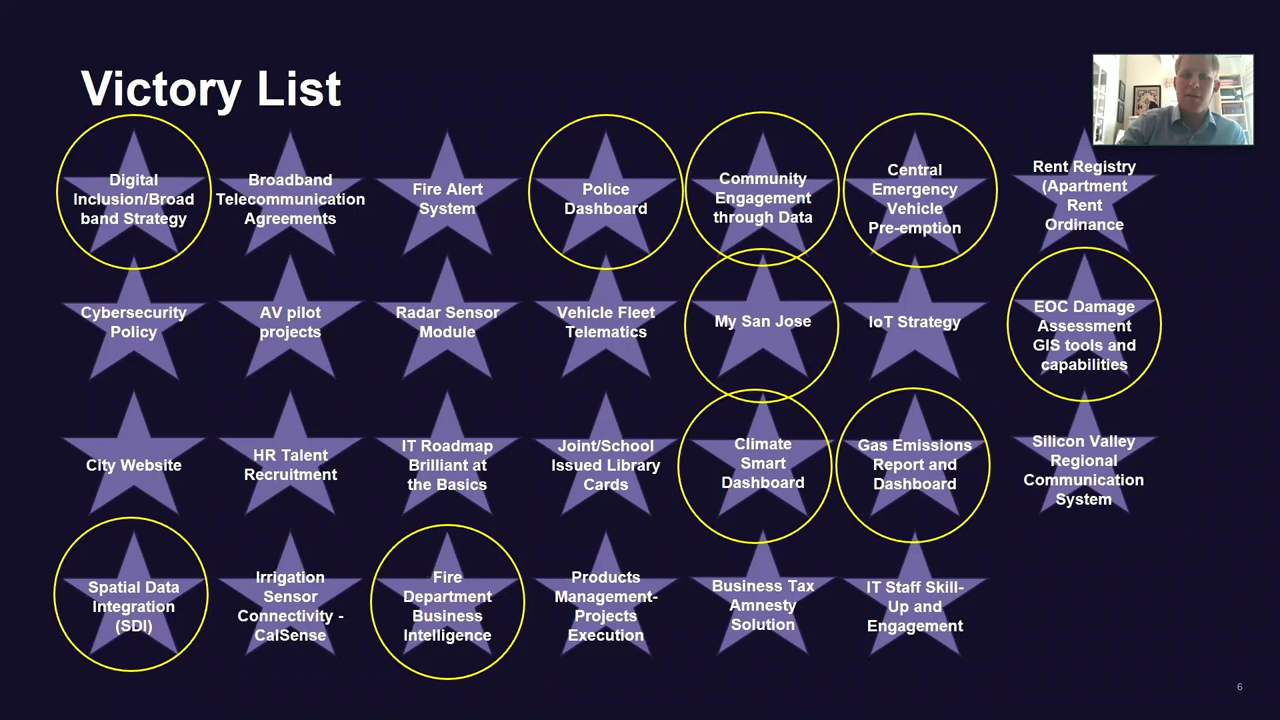 Victory List
Digital
Inclusion/Broad
band Strategy
Broadband
Telecommunication
Agreements
Fire Alert
System
Police
Dashboard
Community
Engagement
through Data
Central
Emergency
Vehicle
Pre-emption
Rent Registry
(Apartment
Rent
Ordinance
Cybersecurity
Policy
AV pilot
projects
Radar Sensor
Module
Vehicle Fleet
Telematics
My San Jose
IoT Strategy
EOC Damage
Assessment
GIS tools and
capabilities
City Website
HR Talent
Recruitment
IT Roadmap
Brilliant at
the Basics
Joint/School
Issued Library
Cards
Climate
Smart
Dashboard
Gas Emissions
Report and
Dashboard
Silicon Valley
Regional
Communication
System
Spatial Data
Integration
(SDI)
Irrigation
Sensor
Connectivity -
CalSense
Fire
Department
Business
Intelligence
Products
Management-
Projects
Execution
Business Tax
Amnesty
Solution
IT Staff Skill-
Up and
Engagement
6